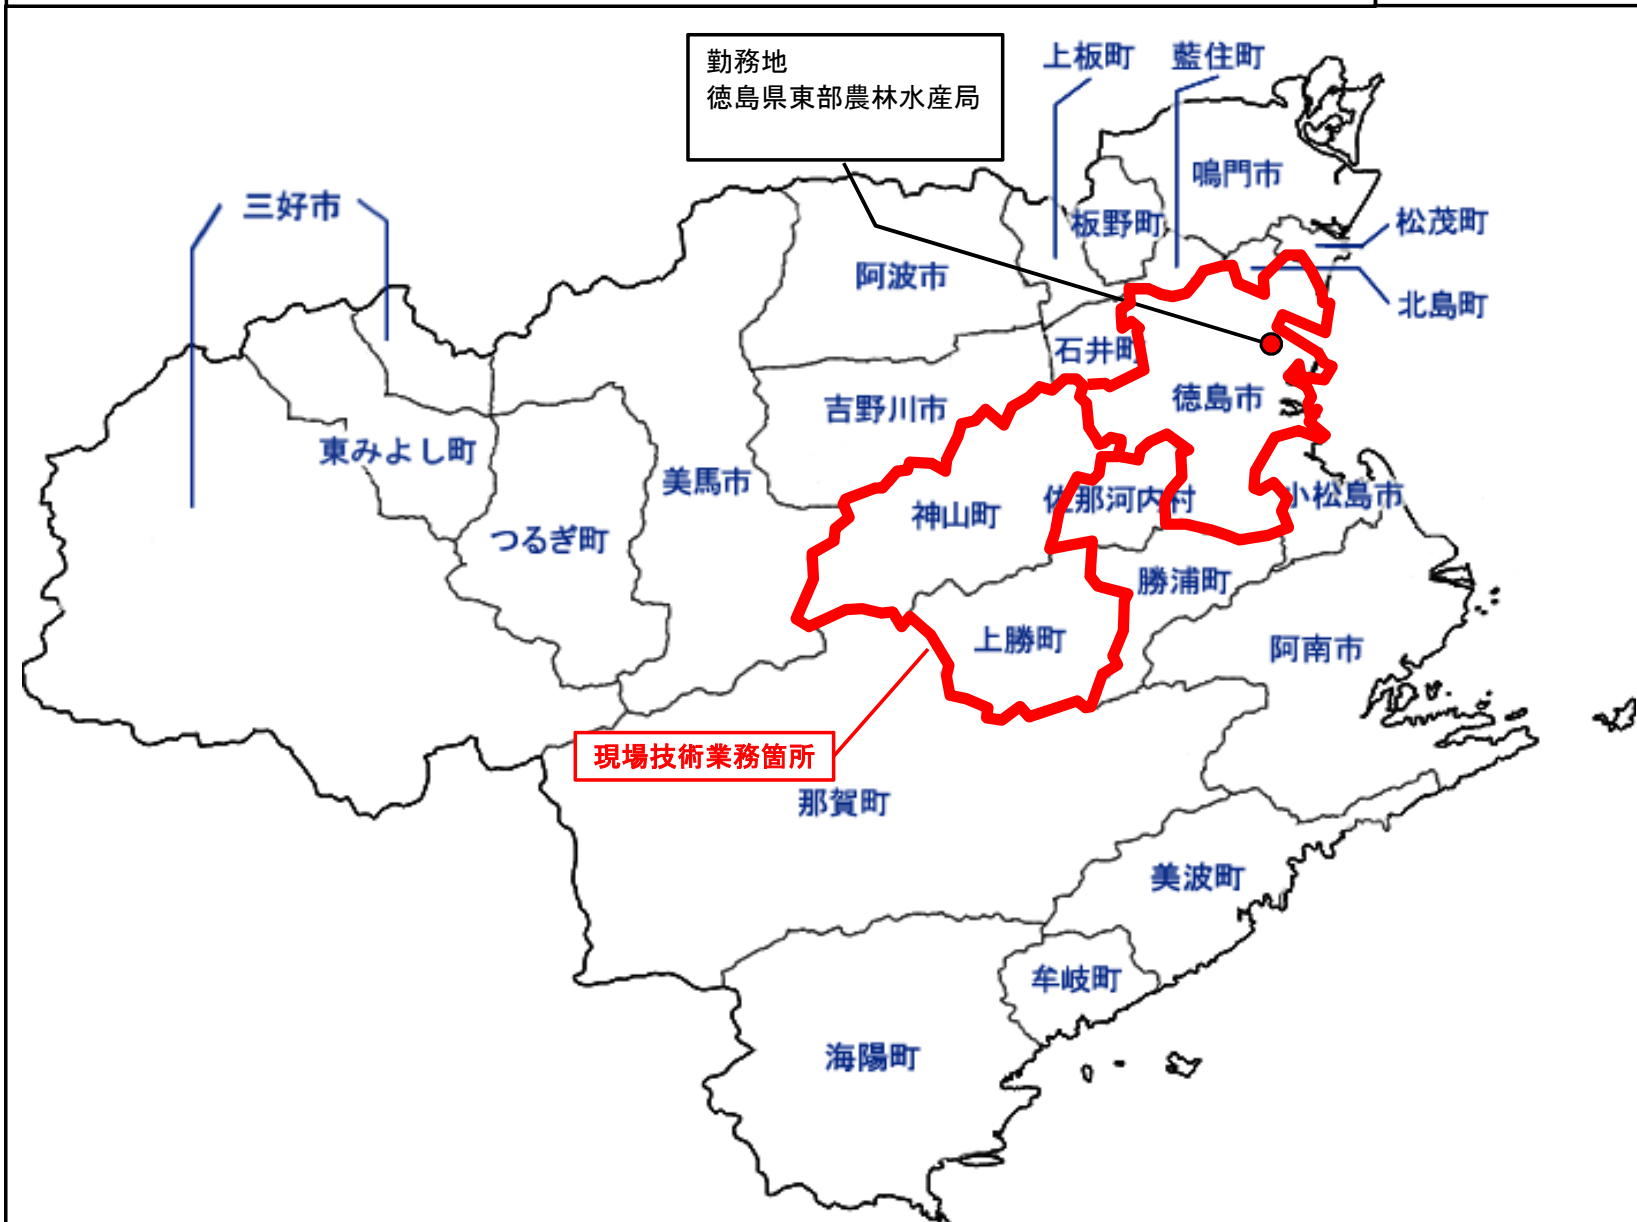 勤務地
徳島県東部農林水産局
上板町
藍住町
鳴門市
三好市
板野町
松茂町
阿波市
北島町
石井町
徳島市
吉野川市
東みよし町
美馬市
小松島市
佐那河内村
神山町
つるぎ町
勝浦町
上勝町
阿南市
現場技術業務箇所
那賀町
美波町
牟岐町
海陽町